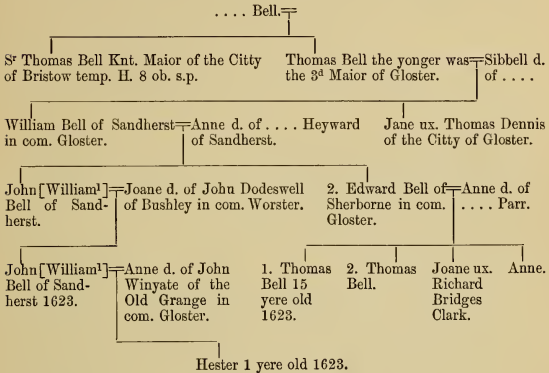 . . . . Bell.
Sr Thomas Bell Knt. Maior of the Citty
of Bristow temp. H. 8 ob. s.p.
Thomas Bell the yonger was
the 3d Maior of Gloster.
Sibbell d.
of . . . .
William Bell of Sandherst
in com. Gloster.
Anne d. of . . . . Heyward
of Sandherst.
Jane ux. Thomas Dennis
of the Citty of Gloster.
John [William1]
Bell of Sand-
herst.
Joane d. of John Dodeswell
of Bushley in com. Worster.
2. Edward Bell of
Sherborne in com.
Gloster.
Anne d. of
. . . . Parr.
John [William1]
Bell of Sand-
herst 1623.
Anne d. of John
Winyate of the
Old Grange in
com. Gloster.
1. Thomas
Bell 15
yere old
1623.
2. Thomas
Bell.
Joane ux.
Richard
Bridges
Clark.
Anne.
Hester 1 yere old 1623.